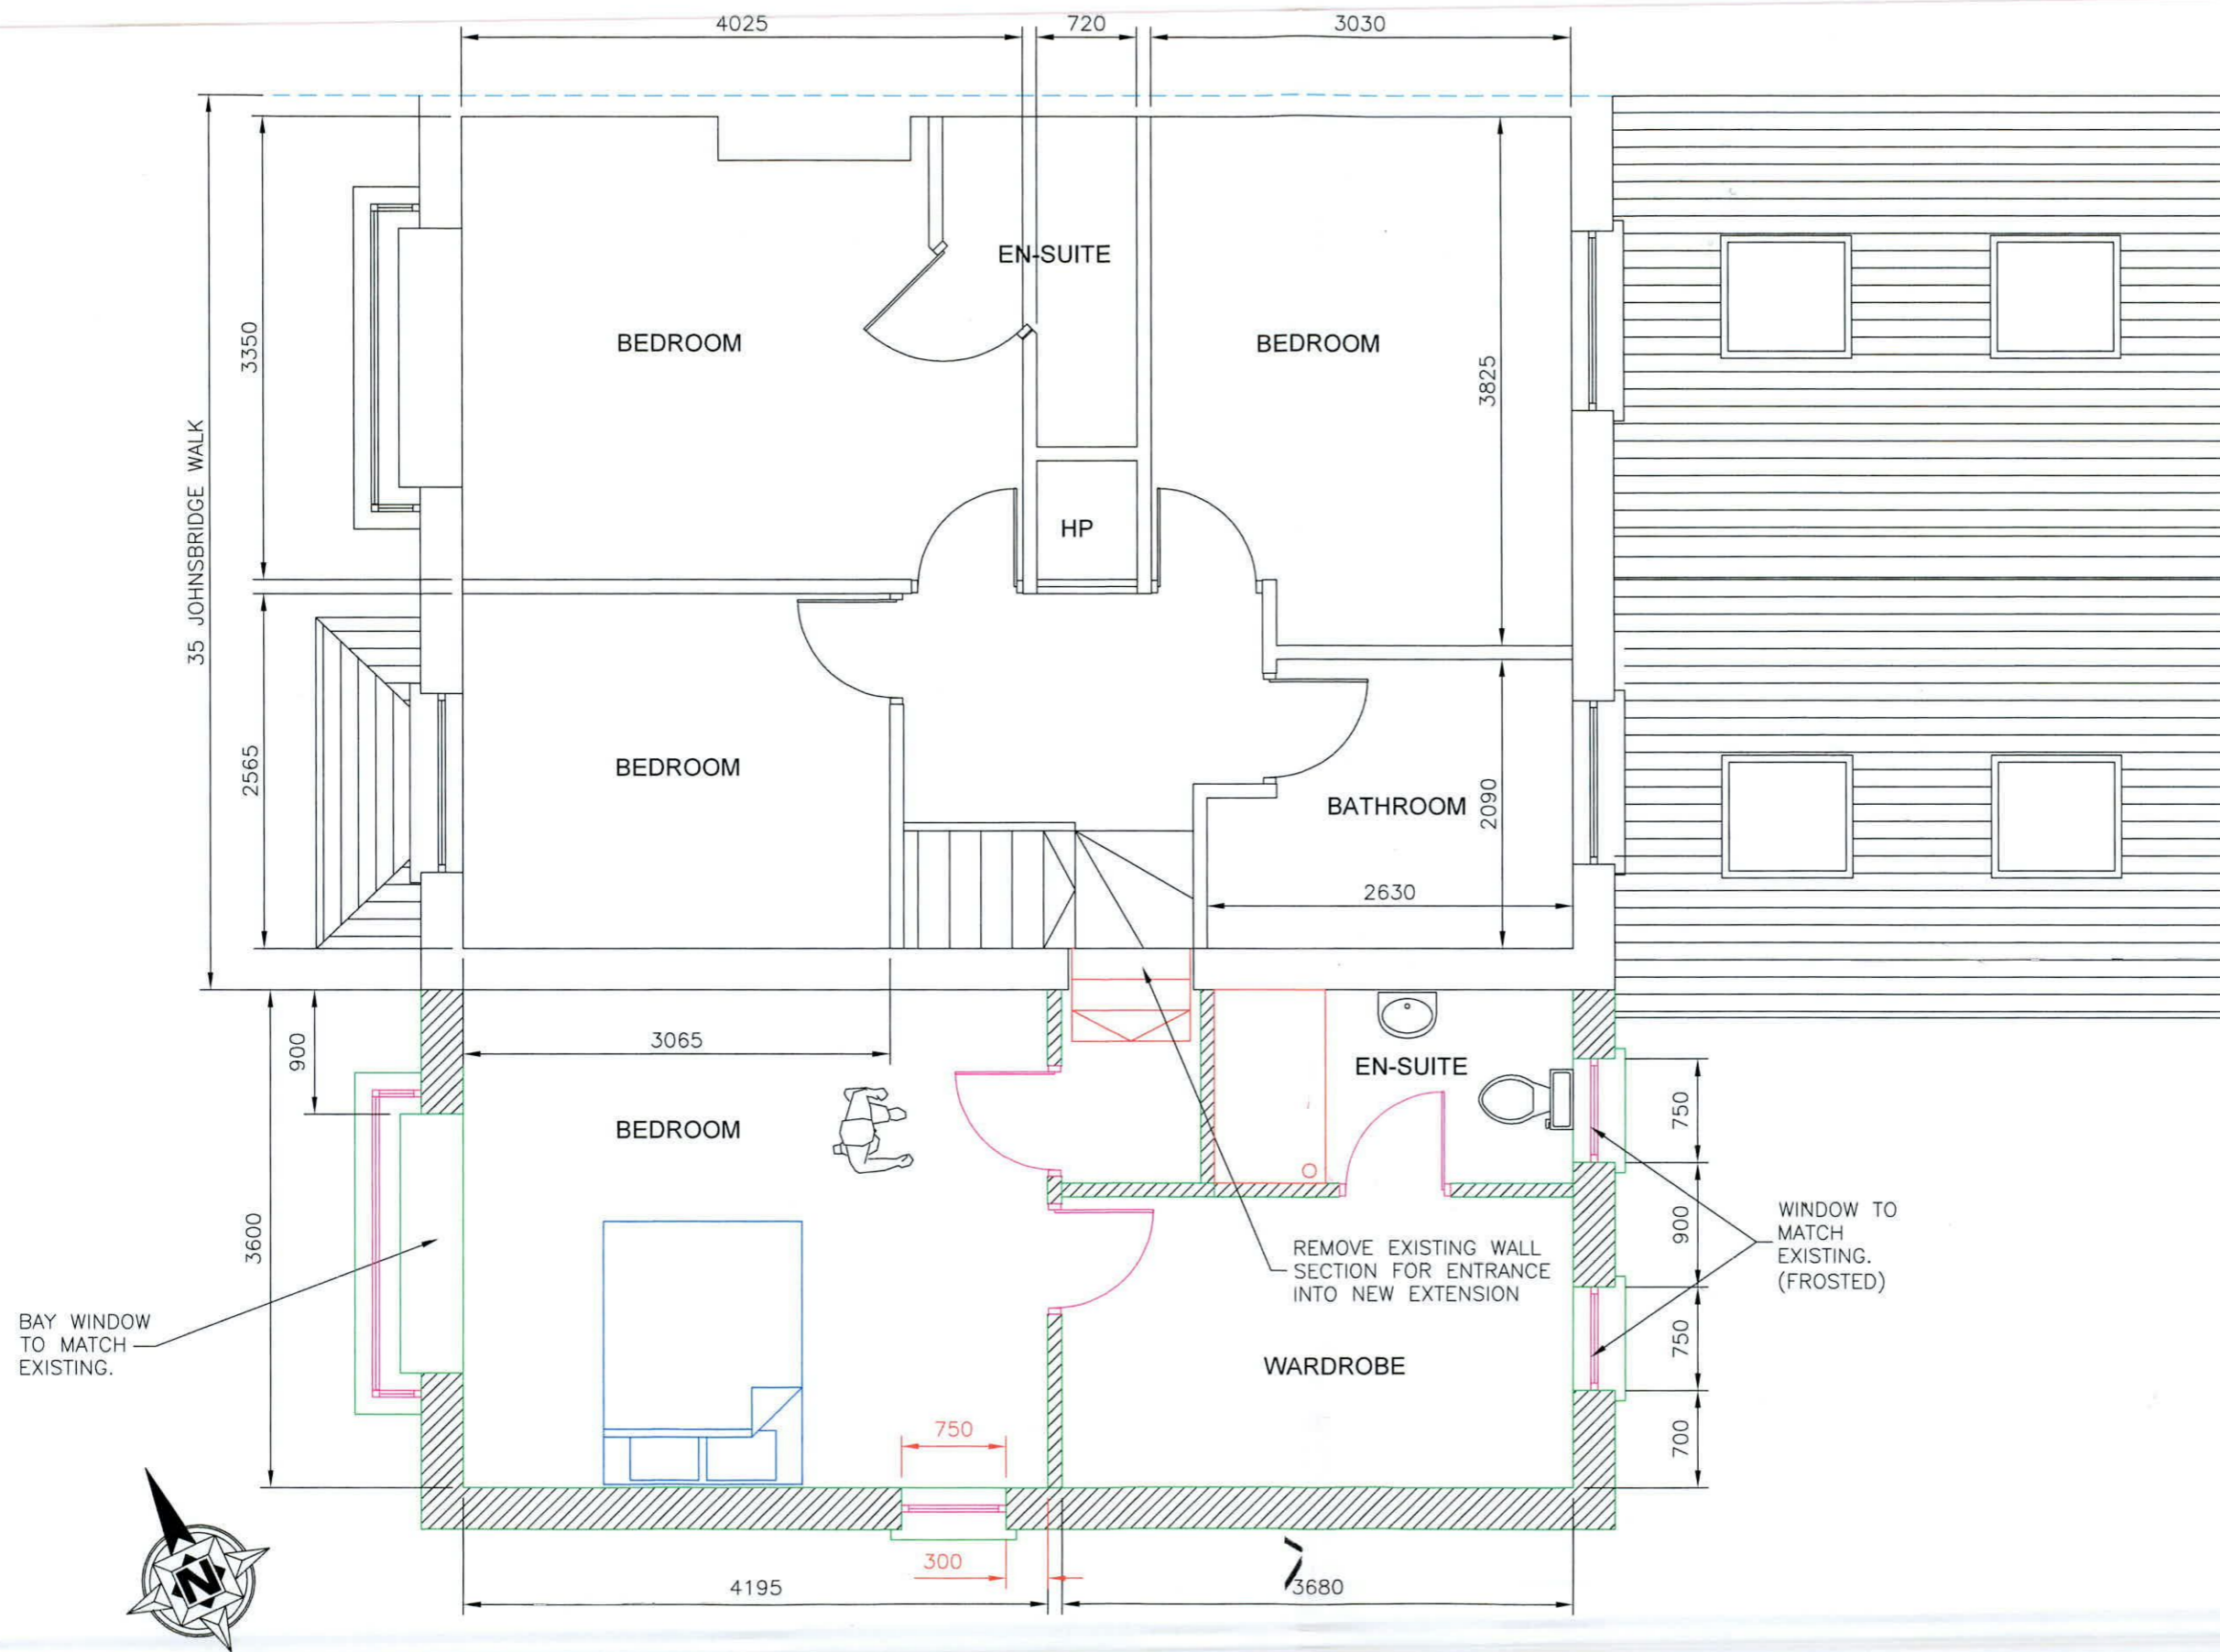 4025
720
3030
EN-SUITE
BEDROOM
BEDROOM
3350
3825
35 JOHNSBRIDGE WALK
HP
2565
BEDROOM
BATHROOM
2090
2630
900
3065
EN-SUITE
750
BEDROOM
3600
900
WINDOW TO
MATCH
EXISTING.
(FROSTED)
REMOVE EXISTING WALL
SECTION FOR ENTRANCE
INTO NEW EXTENSION
BAY WINDOW
TO MATCH
EXISTING.
750
WARDROBE
750
700
300
4195
3680
N